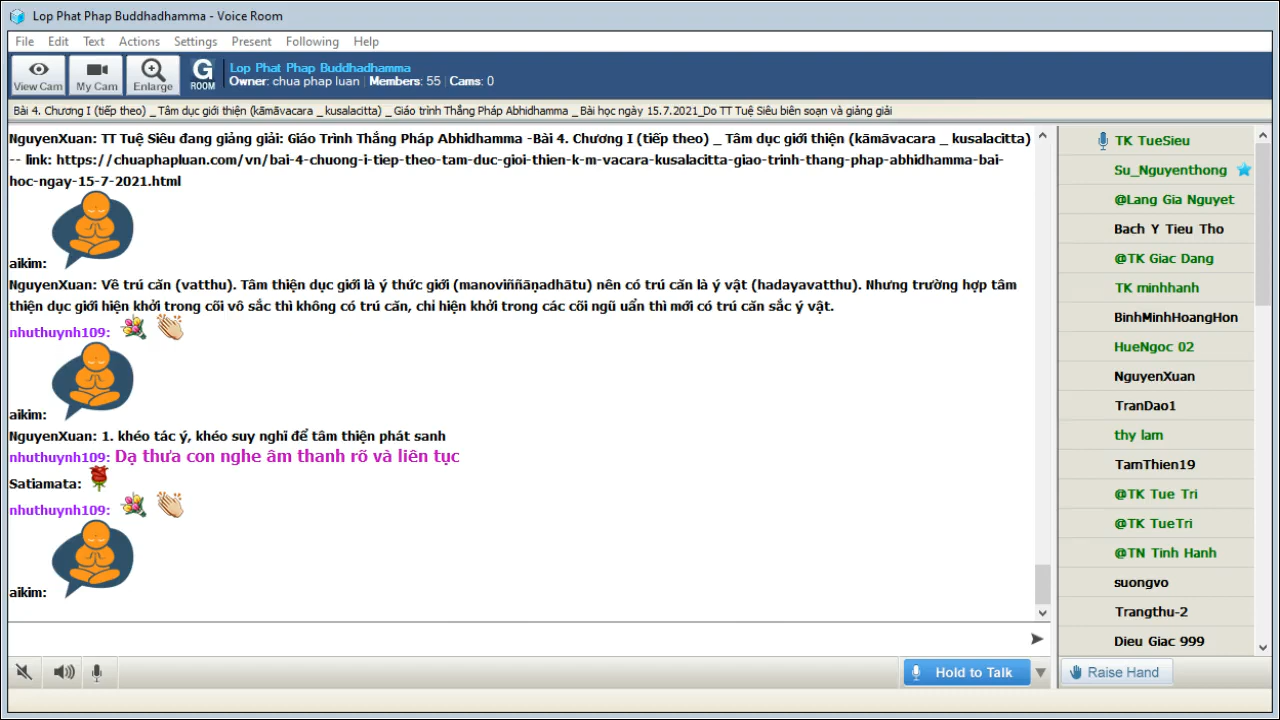 Lop Phat Phap Buddhadhamma - Voice Room
File Edit Text Actions Settings Present Following Help
View Cam My Cam Enlarge G ROOM
Lop Phat Phap Buddhadhamma
Owner: chua phap luan Members: 55 Cams: 0
Bài 4. Chương I (tiếp theo) _ Tâm dục giới thiện (kāmāvacara _ kusalacitta) _ Giáo trình Thắng Pháp Abhidhamma _ Bài học ngày 15.7.2021_Do TT Tuệ Siêu biên soạn và giảng giải
NguyenXuan: TT Tuệ Siêu đang giảng giải: Giáo Trình Thắng Pháp Abhidhamma -Bài 4. Chương I (tiếp theo) _ Tâm dục giới thiện (kāmāvacara _ kusalacitta)
-- link: https://chuaphapluan.com/vn/bai-4-chuong-i-tiep-theo-tam-duc-gioi-thien-k-m-vacara-kusalacitta-giao-trinh-thang-phap-abhidhamma-bai-
hoc-ngay-15-7-2021.html
aikim:
NguyenXuan: Về trú căn (vatthu). Tâm thiện dục giới là ý thức giới (manoviññaṇadhātu) nên có trú căn là ý vật (hadayavatthu). Nhưng trường hợp tâm
thiện dục giới hiện khởi trong cõi vô sắc thì không có trú căn, chỉ hiện khởi trong các cõi ngũ uẩn thì mới có trú căn sắc ý vật.
nhuthuynh109:
aikim:
NguyenXuan: 1. khéo tác ý, khéo suy nghĩ để tâm thiện phát sanh
nhuthuynh109: Dạ thưa con nghe âm thanh rõ và liên tục
Satiamata:
nhuthuynh109:
aikim:
Hold to Talk
TK TueSieu
Su_Nguyenthong
@Lang Gia Nguyet
Bach Y Tieu Tho
@TK Giac Dang
TK minhhanh
BinhMinhHoangHon
HueNgoc 02
NguyenXuan
TranDao1
thy lam
TamThien19
@TK Tue Tri
@TK TueTri
@TN Tinh Hanh
suongvo
Trangthu-2
Dieu Giac 999
Raise Hand